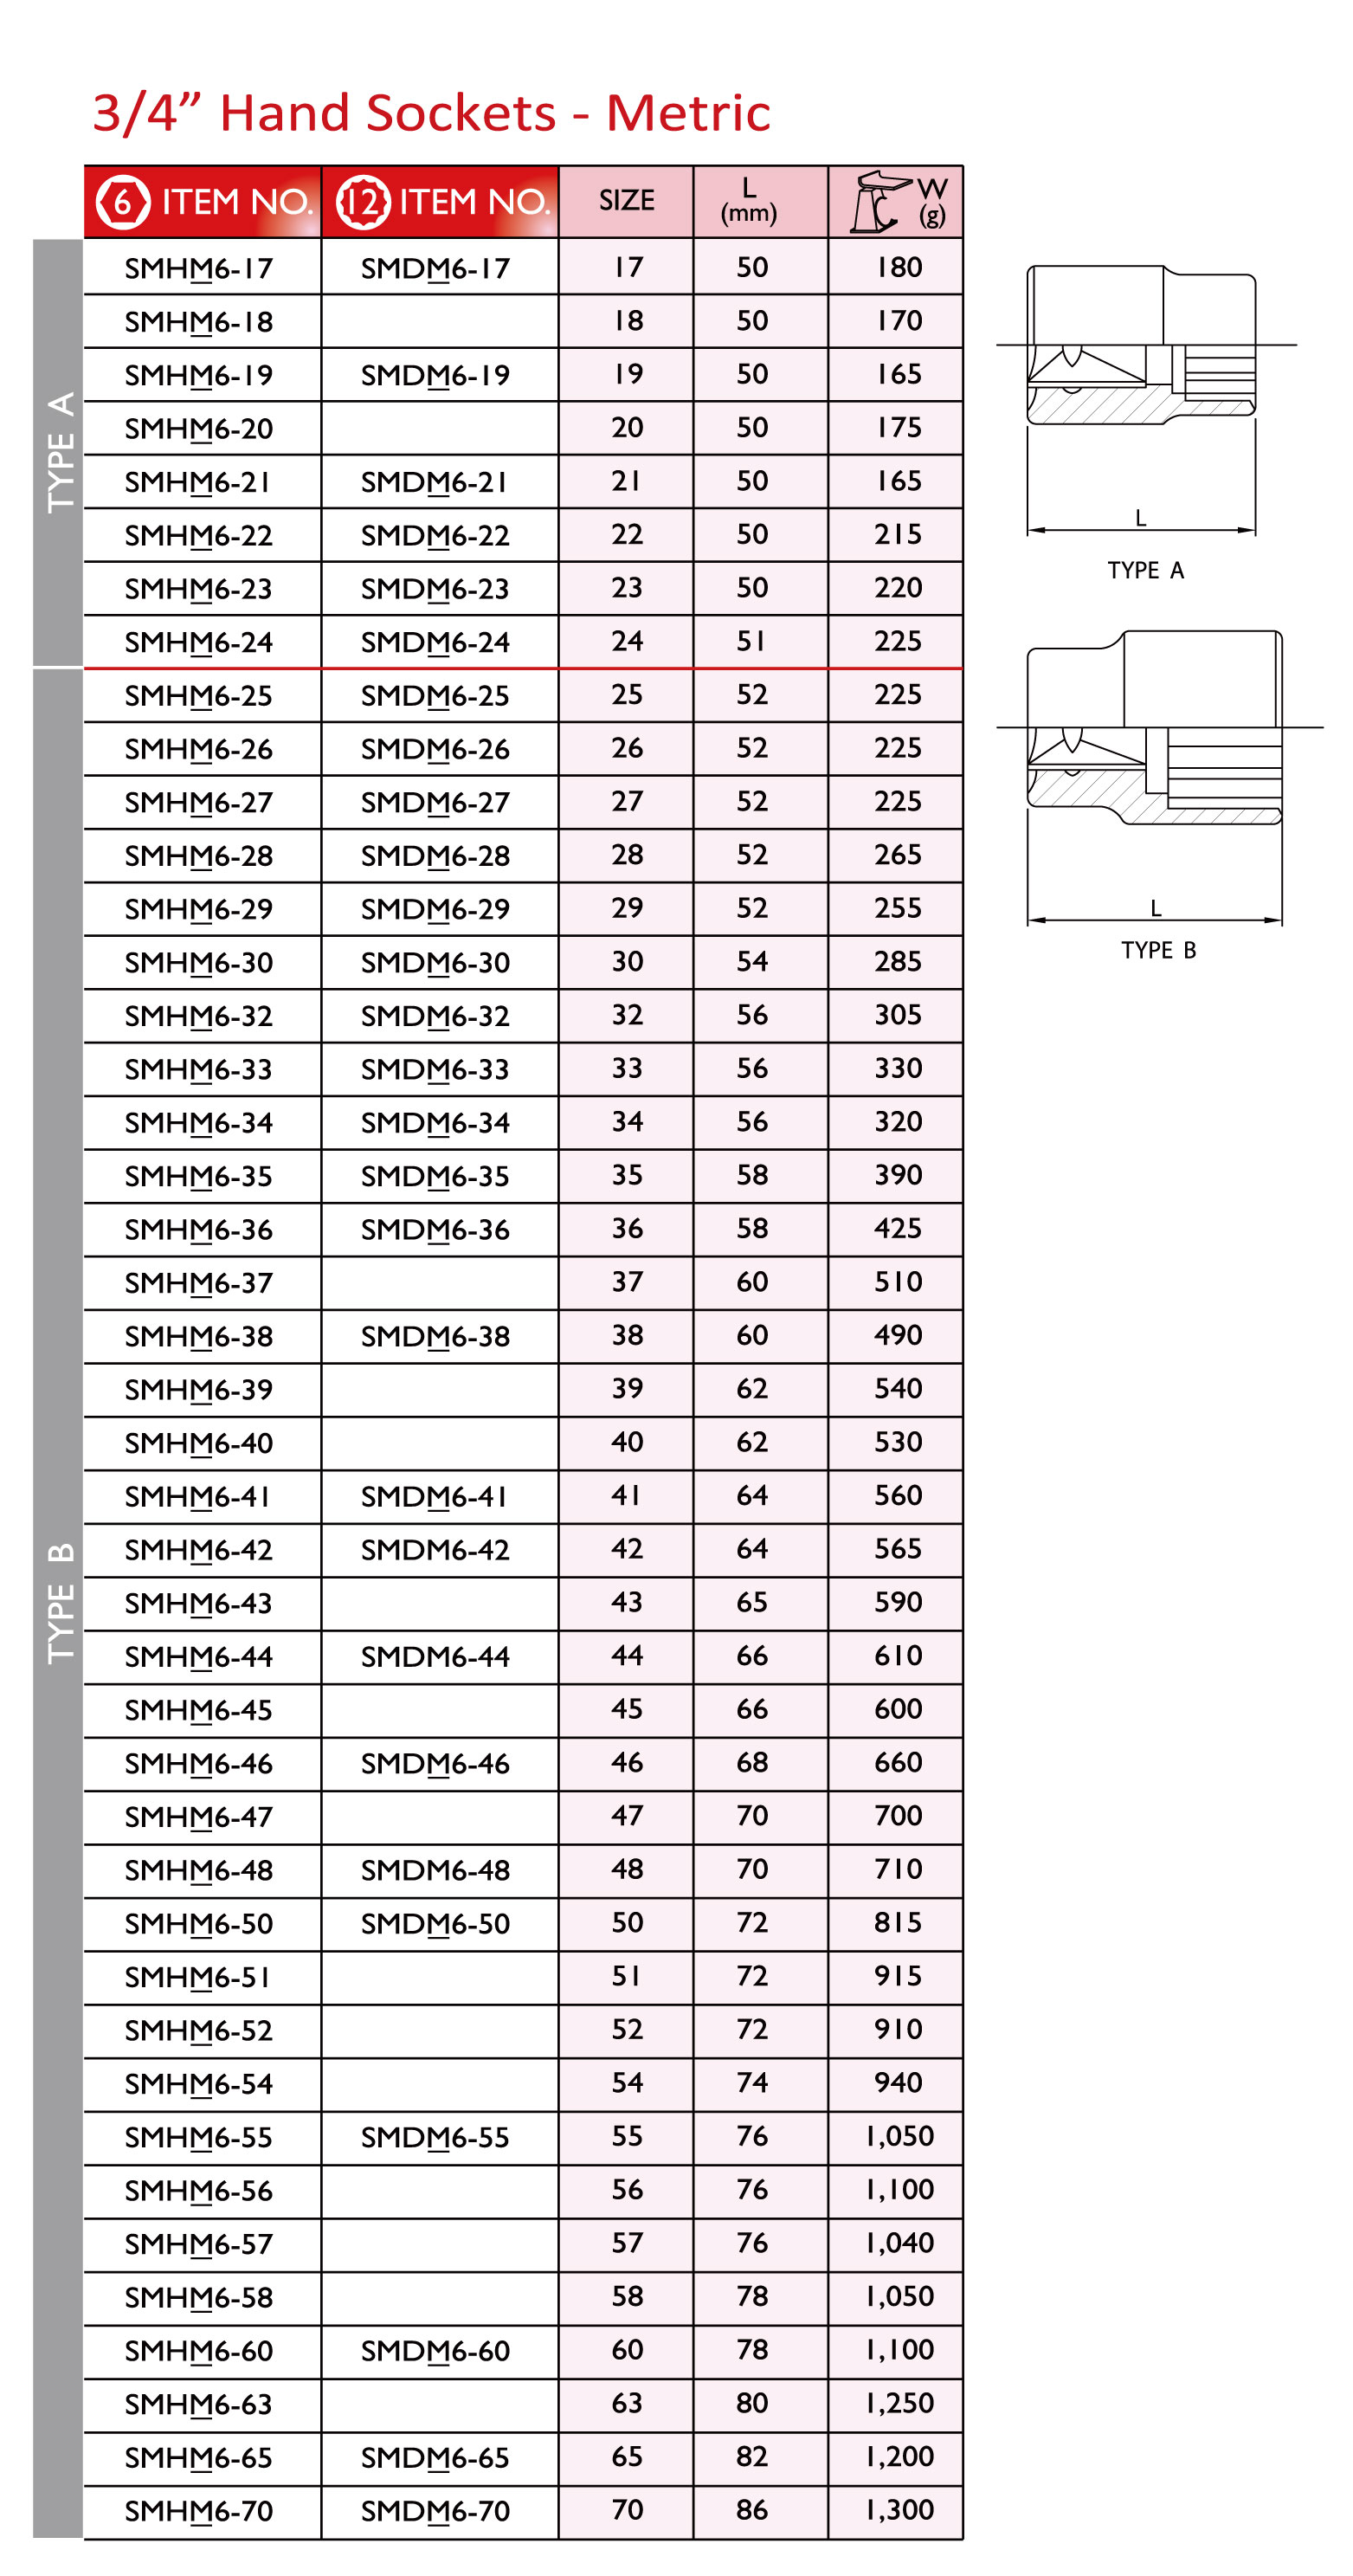 3/4” Hand Sockets - Metric
6 ITEM NO. 12 ITEM NO. SIZE L (mm) W (g)
TYPE A
SMHM6-17 SMDM6-17 17 50 180
SMHM6-18 18 50 170
SMHM6-19 SMDM6-19 19 50 165
SMHM6-20 20 50 175
SMHM6-21 SMDM6-21 21 50 165
SMHM6-22 SMDM6-22 22 50 215
SMHM6-23 SMDM6-23 23 50 220
SMHM6-24 SMDM6-24 24 51 225
TYPE B
SMHM6-25 SMDM6-25 25 52 225
SMHM6-26 SMDM6-26 26 52 225
SMHM6-27 SMDM6-27 27 52 225
SMHM6-28 SMDM6-28 28 52 265
SMHM6-29 SMDM6-29 29 52 255
SMHM6-30 SMDM6-30 30 54 285
SMHM6-32 SMDM6-32 32 56 305
SMHM6-33 SMDM6-33 33 56 330
SMHM6-34 SMDM6-34 34 56 320
SMHM6-35 SMDM6-35 35 58 390
SMHM6-36 SMDM6-36 36 58 425
SMHM6-37 37 60 510
SMHM6-38 SMDM6-38 38 60 490
SMHM6-39 39 62 540
SMHM6-40 40 62 530
SMHM6-41 SMDM6-41 41 64 560
SMHM6-42 SMDM6-42 42 64 565
SMHM6-43 43 65 590
SMHM6-44 SMDM6-44 44 66 610
SMHM6-45 45 66 600
SMHM6-46 SMDM6-46 46 68 660
SMHM6-47 47 70 700
SMHM6-48 SMDM6-48 48 70 710
SMHM6-50 SMDM6-50 50 72 815
SMHM6-51 51 72 915
SMHM6-52 52 72 910
SMHM6-54 54 74 940
SMHM6-55 SMDM6-55 55 76 1,050
SMHM6-56 56 76 1,100
SMHM6-57 57 76 1,040
SMHM6-58 58 78 1,050
SMHM6-60 SMDM6-60 60 78 1,100
SMHM6-63 63 80 1,250
SMHM6-65 SMDM6-65 65 82 1,200
SMHM6-70 SMDM6-70 70 86 1,300
L
TYPE A
L
TYPE B